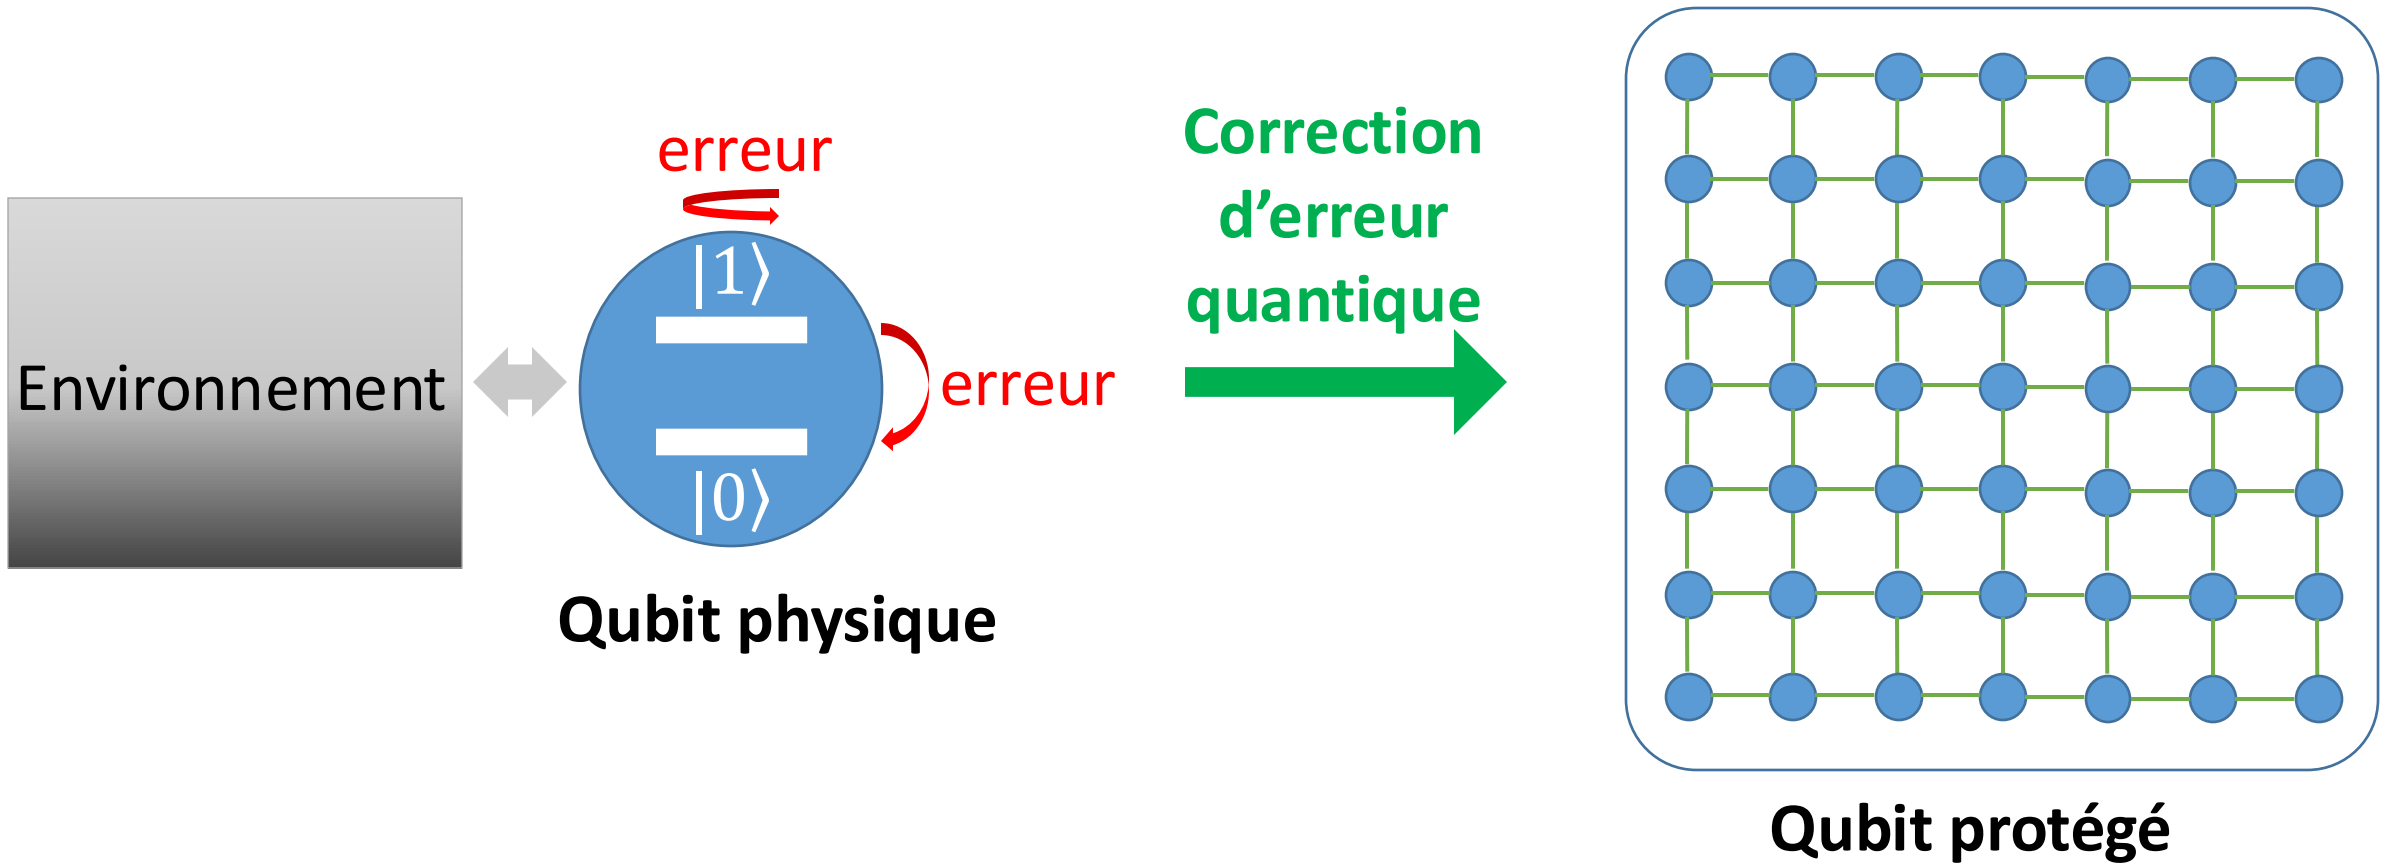 Environnement
erreur
|1⟩
|0⟩
erreur
Qubit physique
Correction
d’erreur
quantique
Qubit protégé